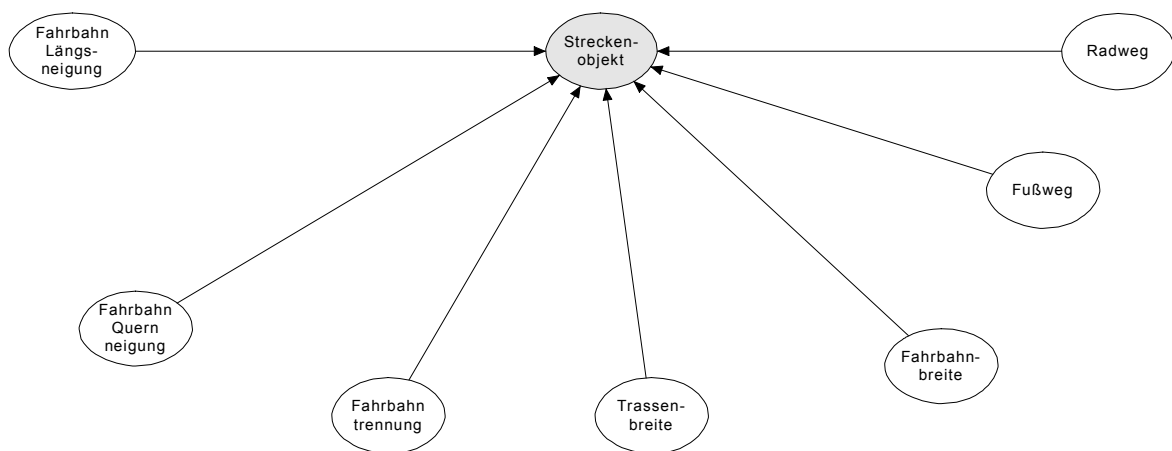 Fahrbahn
Längs-
neigung
Strecken-
objekt
Radweg
Fußweg
Fahrbahn
Quern
neigung
Fahrbahn-
breite
Fahrbahn
trennung
Trassen-
breite